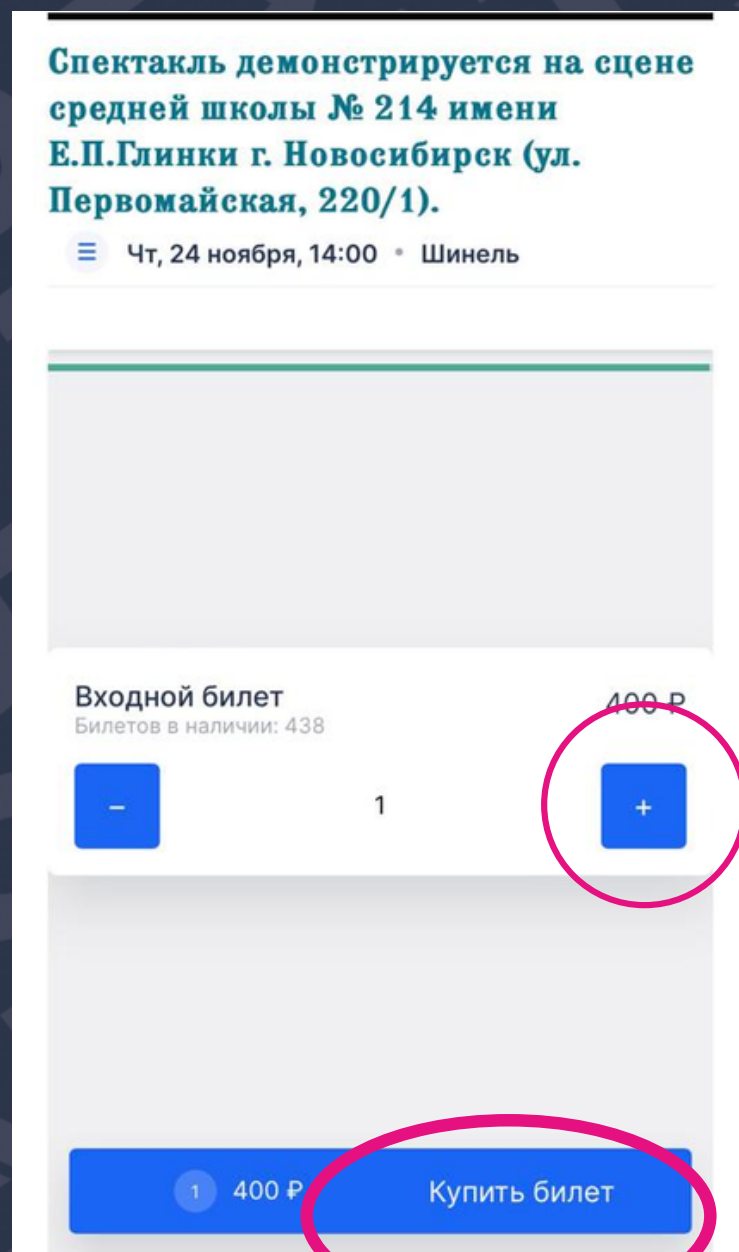 Спектакль демонстрируется на сцене
средней школы № 214 имени
Е.П.Глинки г. Новосибирск (ул.
Первомайская, 220/1).
Чт, 24 ноября, 14:00 • Шинель
Входной билет 400 ₽
Билетов в наличии: 438
− 1 +
1 400 ₽ Купить билет